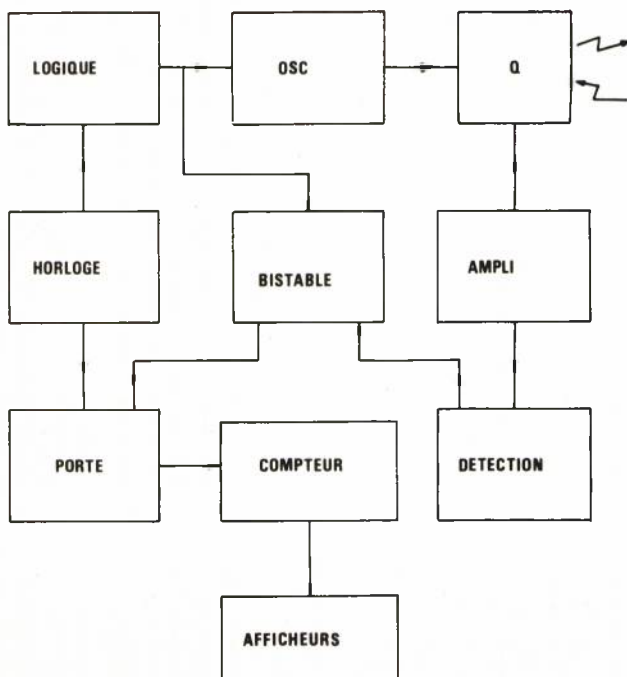 LOGIQUE
OSC
Q
HORLOGE
BISTABLE
AMPLI
PORTE
COMPTEUR
DETECTION
AFFICHEURS